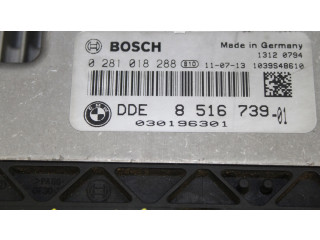 BOSCH
Made in Germany
1312 0794
0 281 018 288 B10 11-07-13 1039S48610
DDE 8 516 739-01
030196301